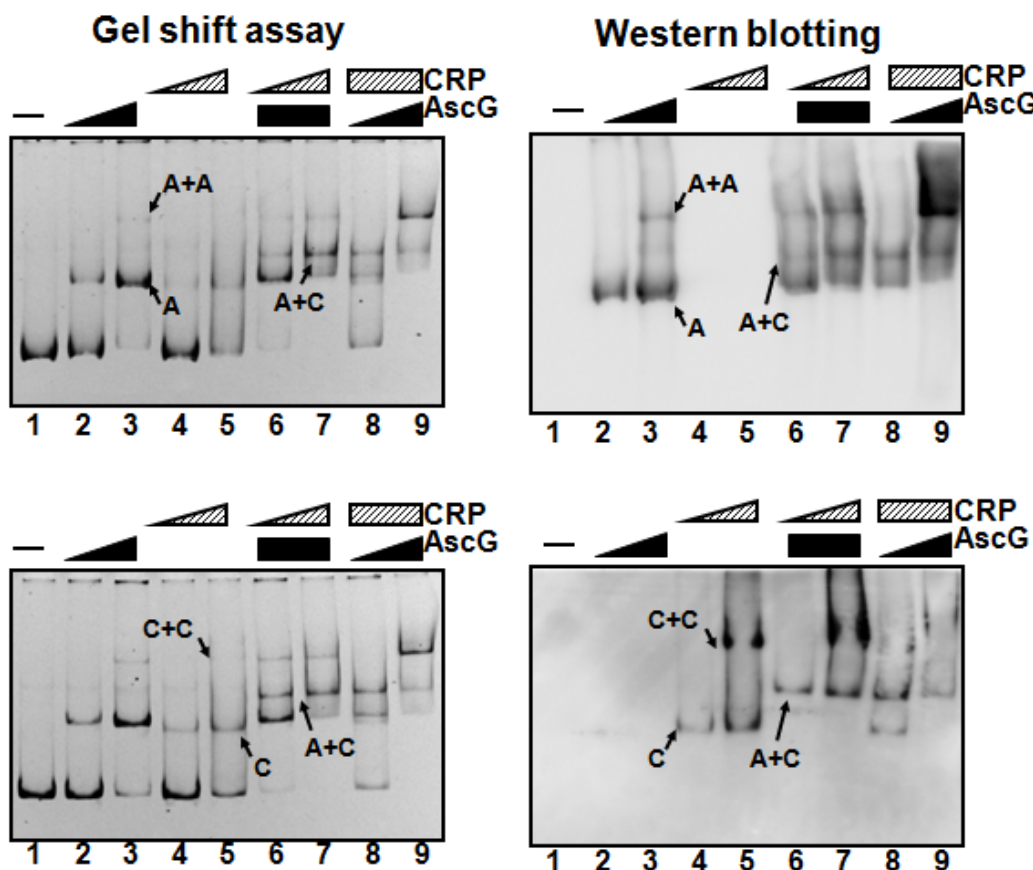 Gel shift assay
Western blotting
CRP
AscG
CRP
AscG
A+A
A
A+C
A+A
A+C
A
1 2 3 4 5 6 7 8 9
1 2 3 4 5 6 7 8 9
CRP
AscG
CRP
AscG
C+C
A+C
C
C+C
C
A+C
1 2 3 4 5 6 7 8 9
1 2 3 4 5 6 7 8 9